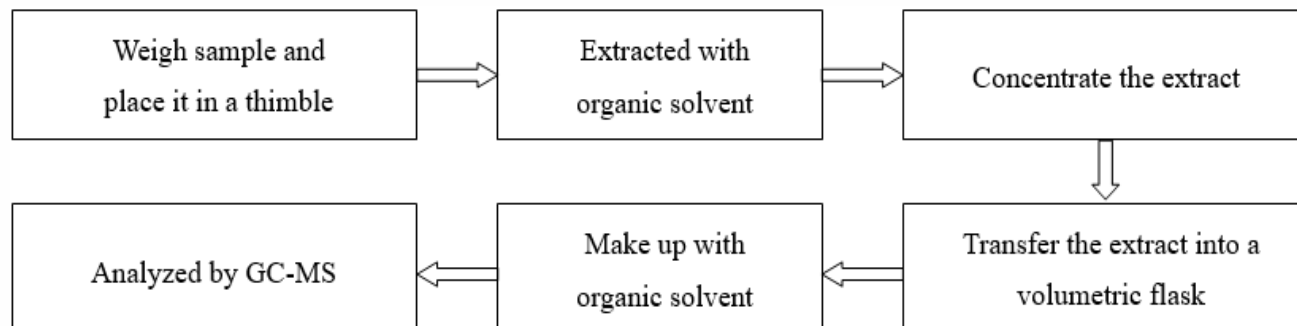 Weigh sample and
place it in a thimble
Extracted with
organic solvent
Concentrate the extract
Transfer the extract into a
volumetric flask
Make up with
organic solvent
Analyzed by GC-MS